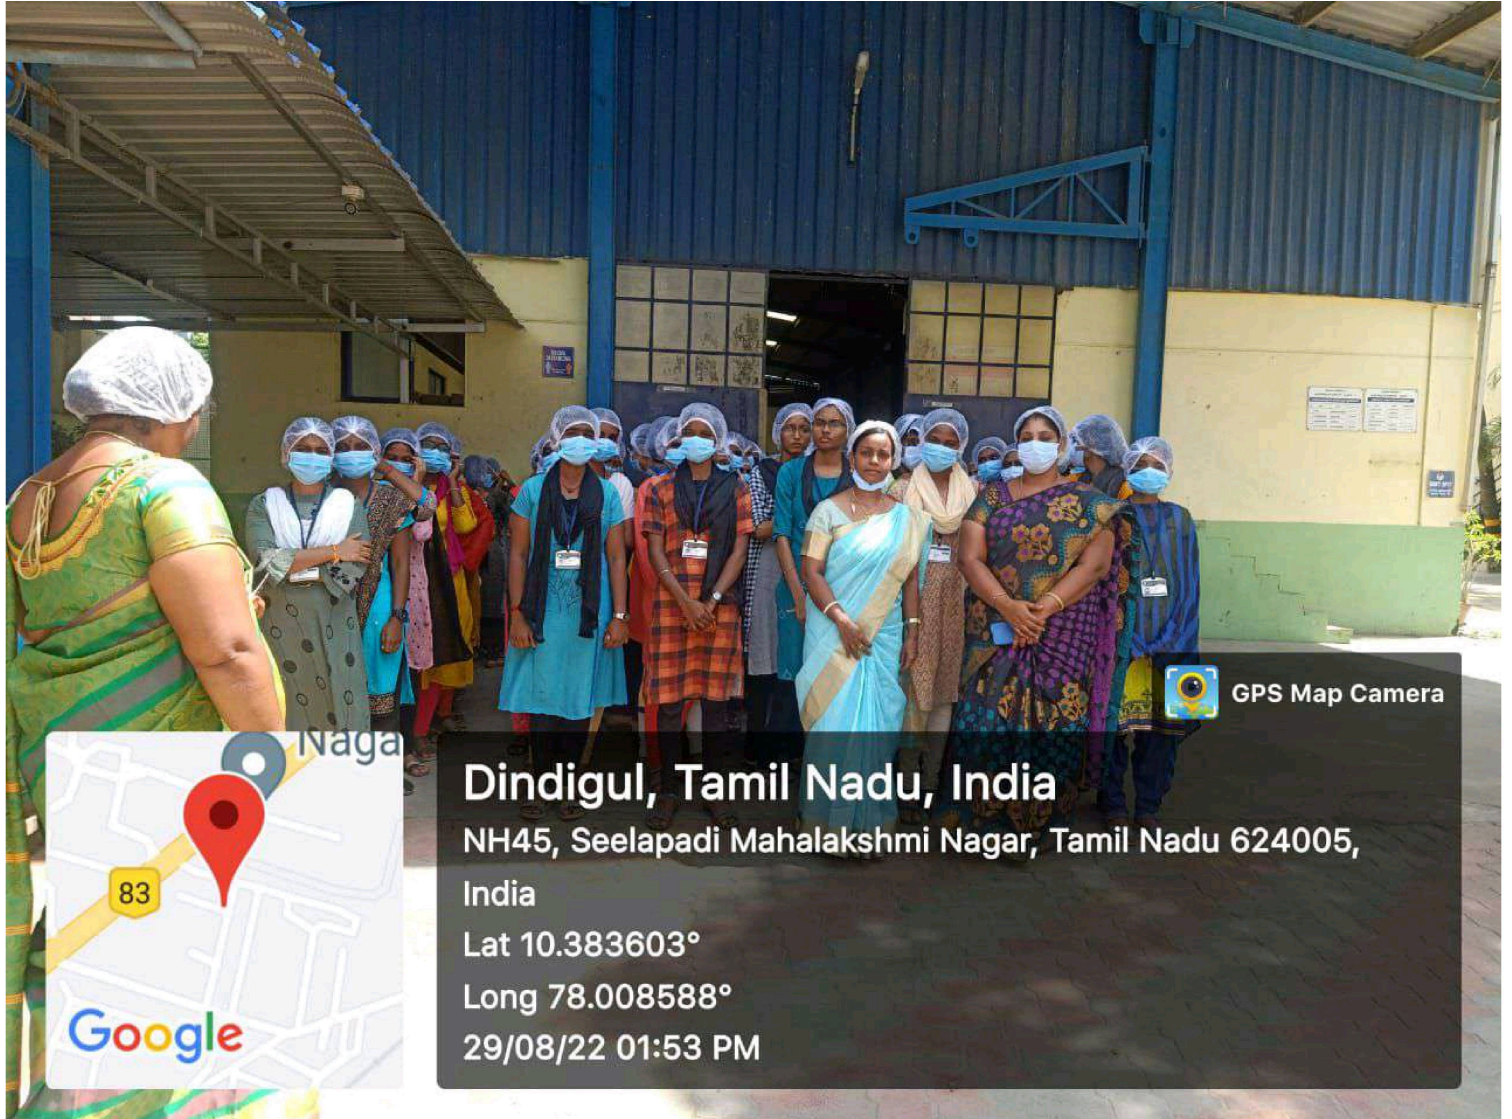 GPS Map Camera
Naga
83
Google
Dindigul, Tamil Nadu, India
NH45, Seelapadi Mahalakshmi Nagar, Tamil Nadu 624005,
India
Lat 10.383603°
Long 78.008588°
29/08/22 01:53 PM